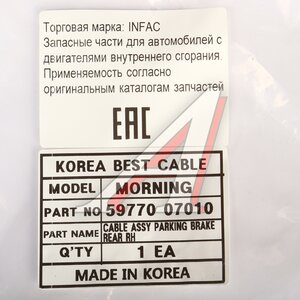 Торговая марка: INFAC
Запасные части для автомобилей с
двигателями внутреннего сгорания.
Применяемость согласно
оригинальным каталогам запчастей
EAC
KOREA BEST CABLE
MODEL MORNING
PART NO 59770 07010
PART NAME CABLE ASSY PARKING BRAKE
REAR RH
Q'TY 1 EA
MADE IN KOREA